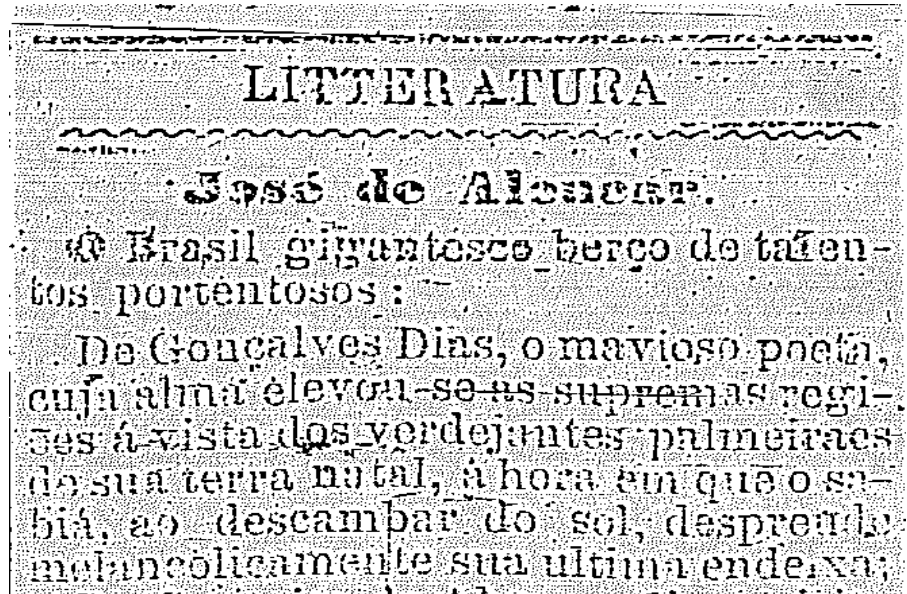 LITTERATURA
José de Alencar.
O Brasil gigantesco berço de talen-
tos portentosos :
De Gonçalves Dias, o mavioso poeta,
cuja alma elevou-se as supremas regi-
ões á vista dos verdejantes palmeiraes
de sua terra natal, á hora em que o sa-
biá, ao descambar do sol, desprende
melancolicamente sua ultima endeixa;